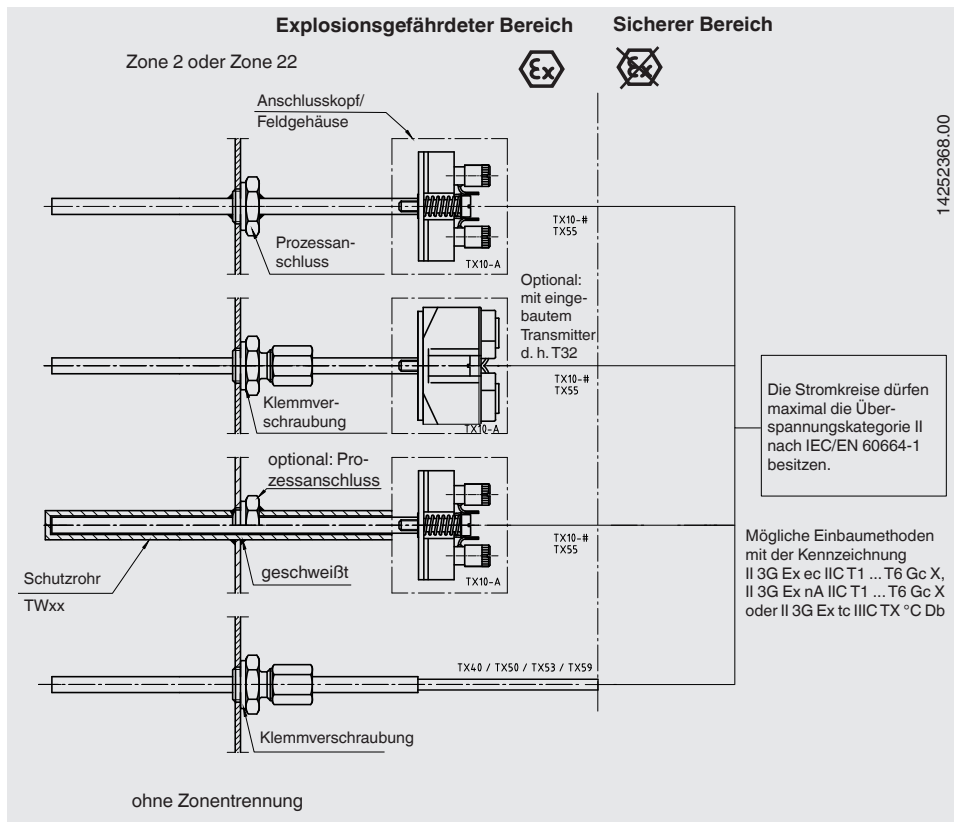 Explosionsgefährdeter Bereich
Sicherer Bereich
Zone 2 oder Zone 22
Ex
Ex
Anschlusskopf/
Feldgehäuse
142552368.00
TX10-#
TX55
Prozessan-
schluss
TX10-A
Optional:
mit einge-
bautem
Transmitter
d. h. T32
TX10-#
TX55
Klemmver-
schraubung
TX10-A
Die Stromkreise dürfen
maximal die Über-
spannungskategorie II
nach IEC/EN 60664-1
besitzen.
optional: Pro-
zessanschluss
TX10-#
TX55
Schutzrohr
TWxx
geschweißt
TX10-A
Mögliche Einbaumethoden
mit der Kennzeichnung
II 3G Ex ec IIC T1 ... T6 Gc X,
II 3G Ex nA IIC T1 ... T6 Gc X
oder II 3G Ex tc IIIC TX °C Db
TX40 / TX50 / TX53 / TX59
Klemmverschraubung
ohne Zonentrennung